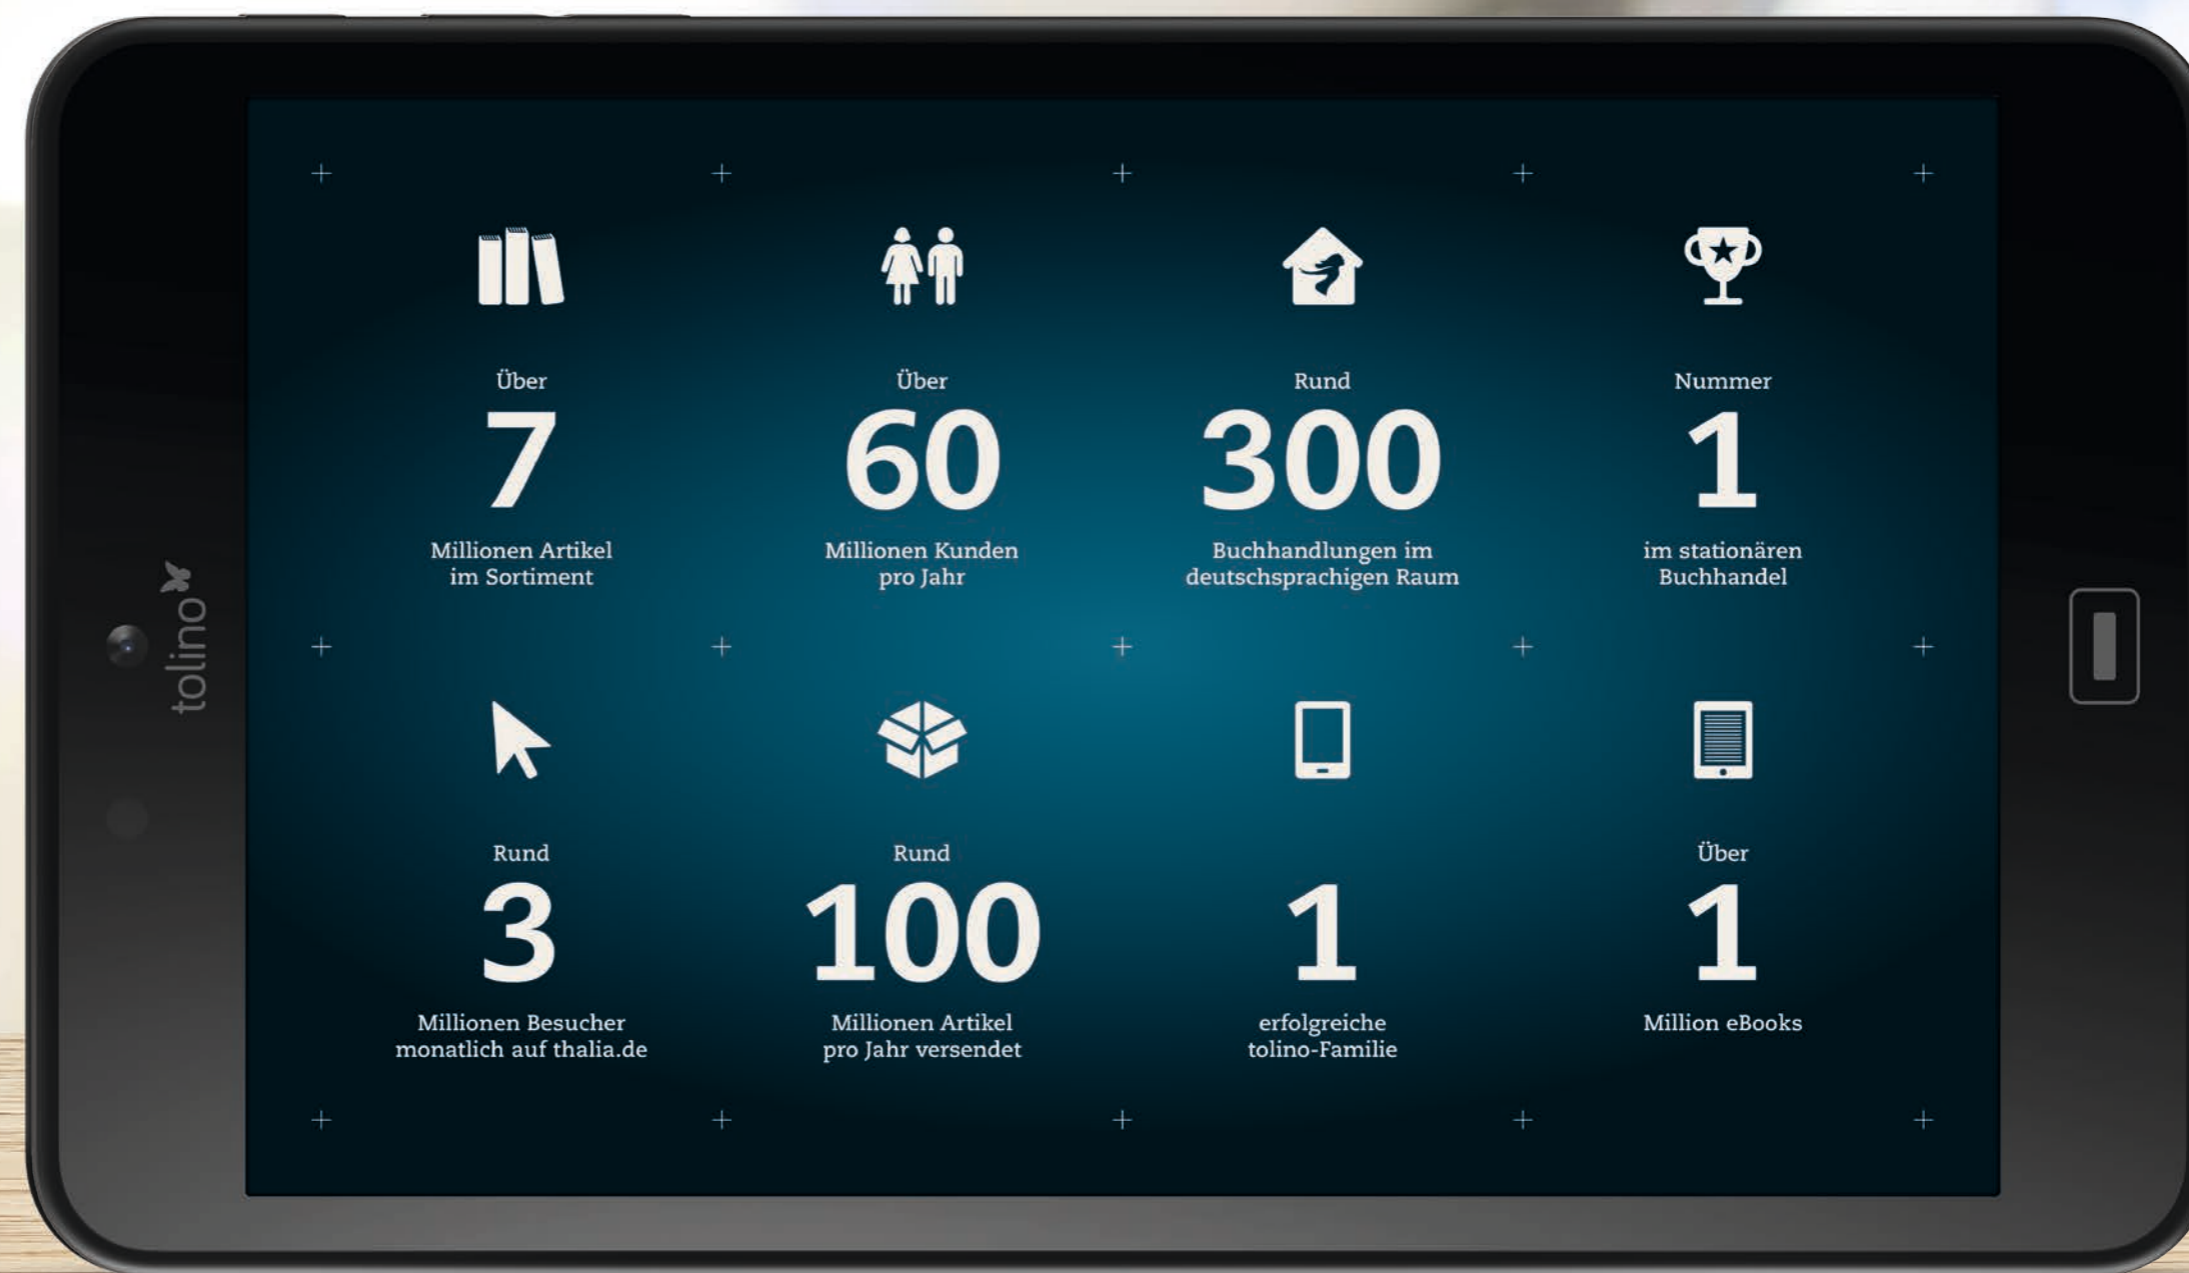 tolino
Über
7
Millionen Artikel
im Sortiment
Über
60
Millionen Kunden
pro Jahr
Rund
300
Buchhandlungen im
deutschsprachigen Raum
Nummer
1
im stationären
Buchhandel
Rund
3
Millionen Besucher
monatlich auf thalia.de
Rund
100
Millionen Artikel
pro Jahr versendet
1
erfolgreiche
tolino-Familie
Über
1
Million eBooks